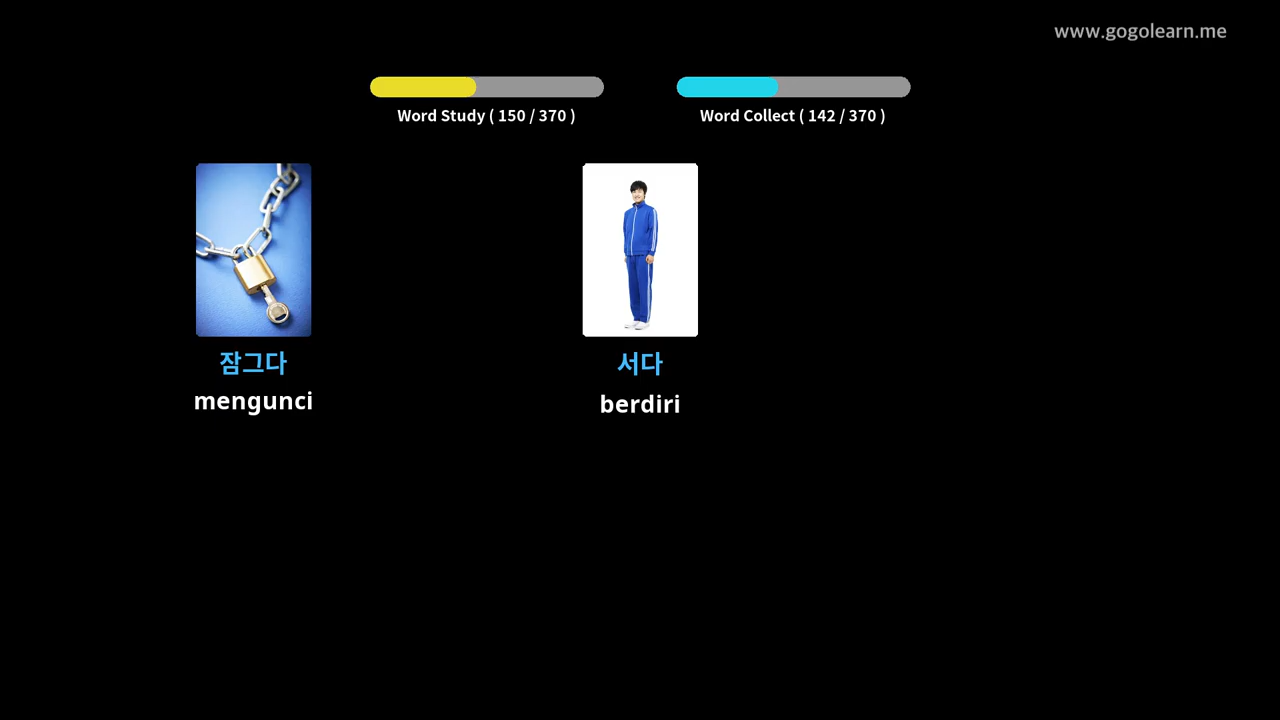 www.gogolearn.me
Word Study ( 150 / 370 )
Word Collect ( 142 / 370 )
잠그다
mengunci
서다
berdiri